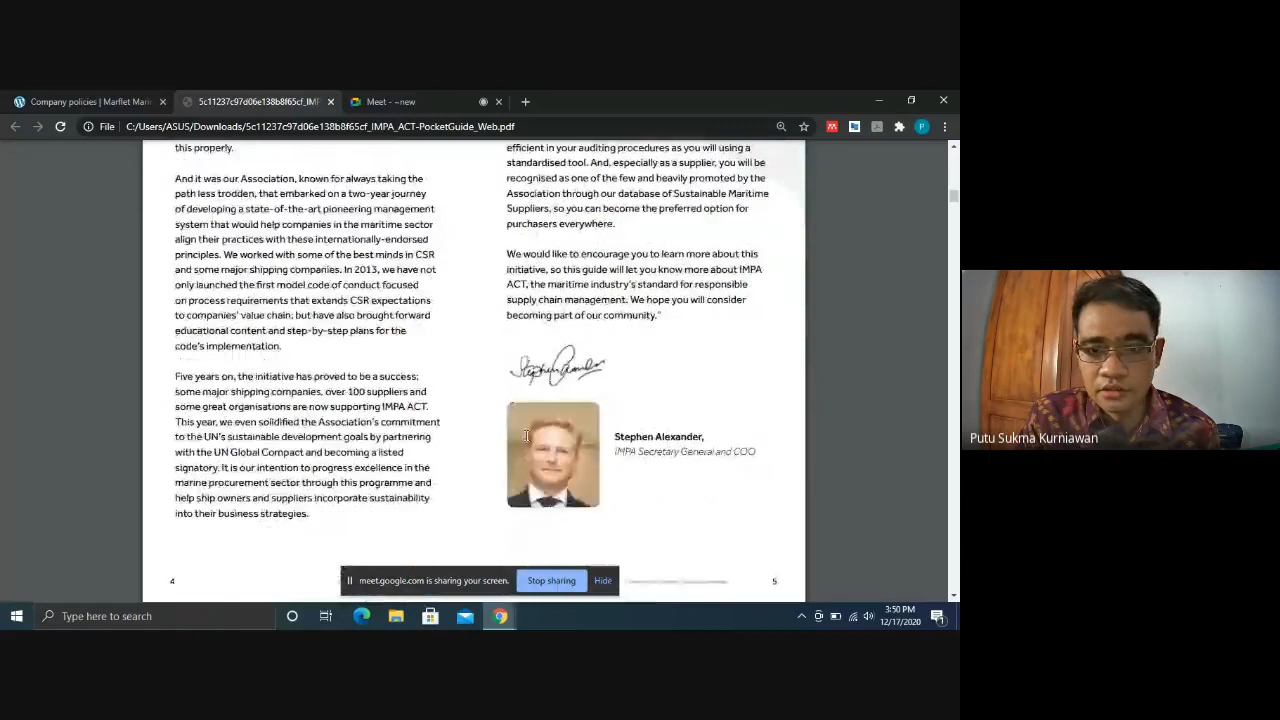 Company policies | Marflet Mari
5c11237c97d06e138b8f65cf_IMPA
Meet - ~new
File
C:/Users/ASUS/Downloads/5c11237c97d06e138b8f65cf_IMPA_ACT-PocketGuide_Web.pdf
this properly.
And it was our Association, known for always taking the
path less trodden, that embarked on a two-year journey
of developing a state-of-the-art pioneering management
system that would help companies in the maritime sector
align their practices with these internationally-endorsed
principles. We worked with some of the best minds in CSR
and some major shipping companies. In 2013, we have not
only launched the first model code of conduct focused
on process requirements that extends CSR expectations
to companies' value chain, but have also brought forward
educational content and step-by-step plans for the
code's implementation.
Five years on, the initiative has proved to be a success;
some major shipping companies, over 100 suppliers and
some great organisations are now supporting IMPA ACT.
This year, we even solidified the Association's commitment
to the UN's sustainable development goals by partnering
with the UN Global Compact and becoming a listed
signatory. It is our intention to progress excellence in the
marine procurement sector through this programme and
help ship owners and suppliers incorporate sustainability
into their business strategies.
4
efficient in your auditing procedures as you will using a
standardised tool. And, especially as a supplier, you will be
recognised as one of the few and heavily promoted by the
Association through our database of Sustainable Maritime
Suppliers, so you can become the preferred option for
purchasers everywhere.
We would like to encourage you to learn more about this
initiative, so this guide will let you know more about IMPA
ACT, the maritime industry's standard for responsible
supply chain management. We hope you will consider
becoming part of our community."
Stephen Alexander,
IMPA Secretary General and COO
5
meet.google.com is sharing your screen.
Stop sharing
Hide
Type here to search
3:50 PM
12/17/2020
Putu Sukma Kurniawan